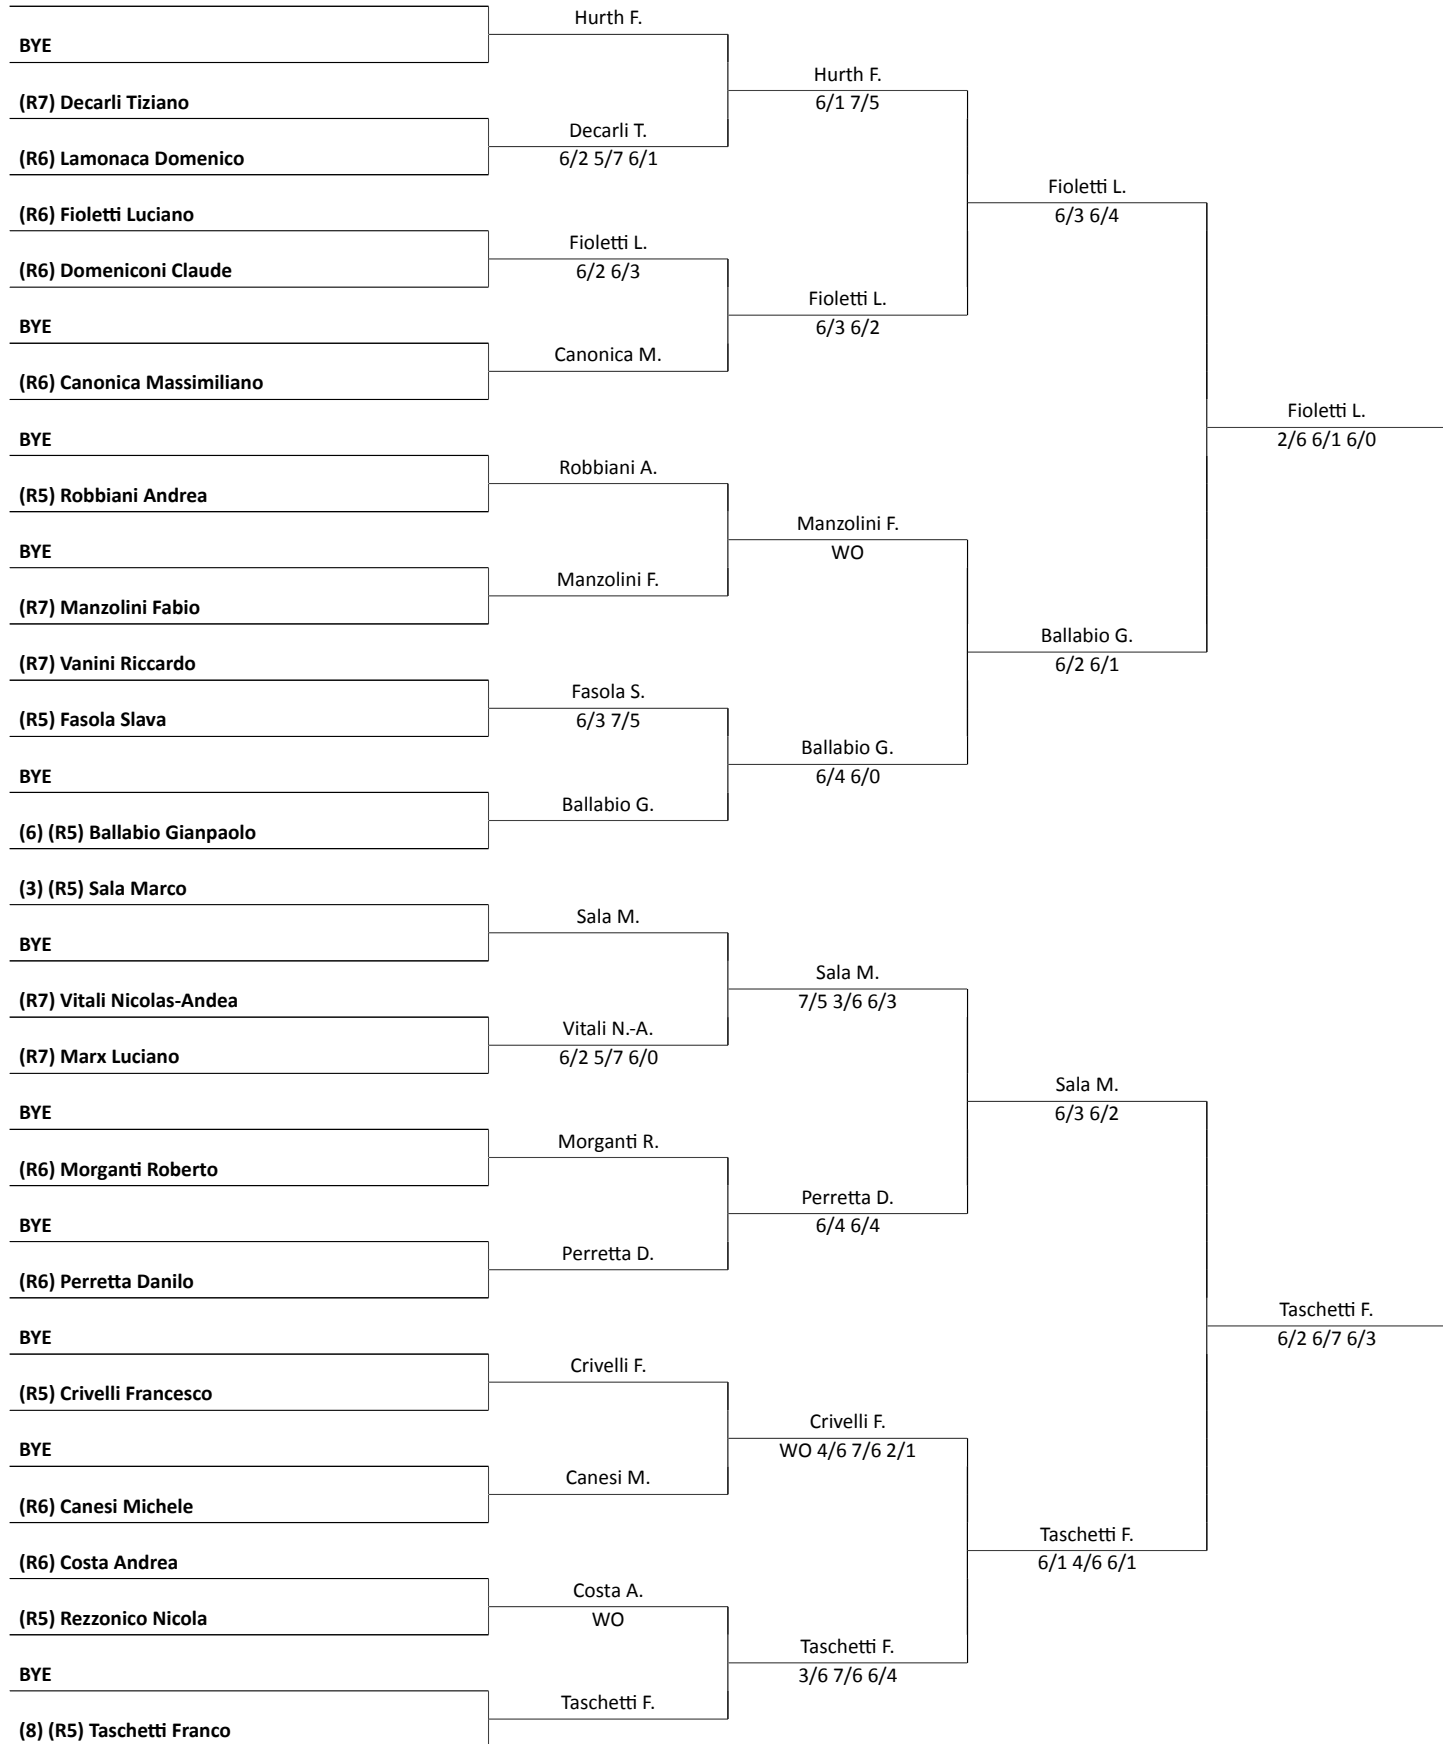 Hurth F.
BYE
Hurth F.
(R7) Decarli Tiziano
6/1 7/5
Decarli T.
(R6) Lamonaca Domenico
6/2 5/7 6/1
Fioletti L.
(R6) Fioletti Luciano
6/3 6/4
Fioletti L.
(R6) Domeniconi Claude
6/2 6/3
Fioletti L.
BYE
6/3 6/2
Canonica M.
(R6) Canonica Massimiliano
Fioletti L.
BYE
2/6 6/1 6/0
Robbiani A.
(R5) Robbiani Andrea
Manzolini F.
BYE
WO
Manzolini F.
(R7) Manzolini Fabio
Ballabio G.
(R7) Vanini Riccardo
6/2 6/1
Fasola S.
(R5) Fasola Slava
6/3 7/5
Ballabio G.
BYE
6/4 6/0
Ballabio G.
(6) (R5) Ballabio Gianpaolo
(3) (R5) Sala Marco
Sala M.
BYE
Sala M.
(R7) Vitali Nicolas-Andea
7/5 3/6 6/3
Vitali N.-A.
(R7) Marx Luciano
6/2 5/7 6/0
Sala M.
BYE
6/3 6/2
Morganti R.
(R6) Morganti Roberto
Perretta D.
BYE
6/4 6/4
Perretta D.
(R6) Perretta Danilo
Taschetti F.
BYE
6/2 6/7 6/3
Crivelli F.
(R5) Crivelli Francesco
Crivelli F.
BYE
WO 4/6 7/6 2/1
Canesi M.
(R6) Canesi Michele
Taschetti F.
(R6) Costa Andrea
6/1 4/6 6/1
Costa A.
(R5) Rezzonico Nicola
WO
Taschetti F.
BYE
3/6 7/6 6/4
Taschetti F.
(8) (R5) Taschetti Franco